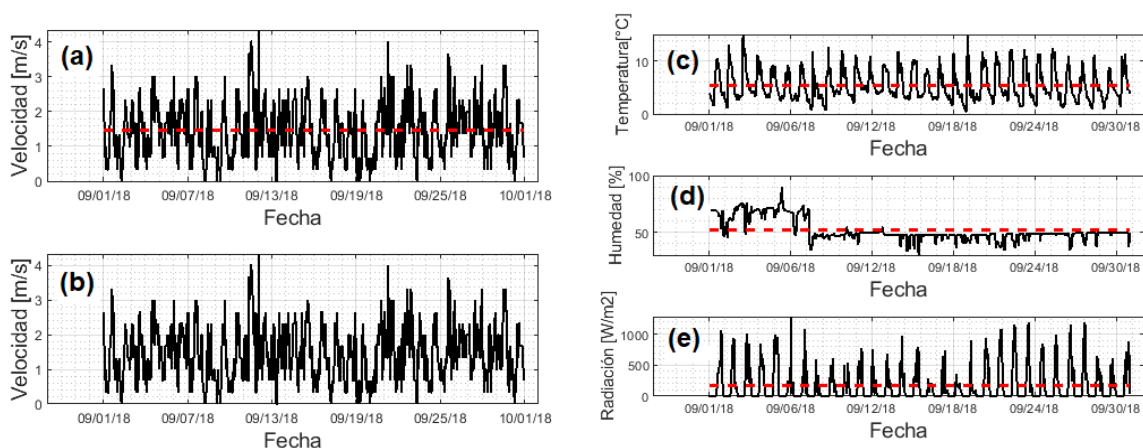 (a)
Velocidad [m/s]
4
3
2
1
0
09/01/18 09/07/18 09/13/18 09/19/18 09/25/18 10/01/18
Fecha
(b)
Velocidad [m/s]
4
3
2
1
0
09/01/18 09/07/18 09/13/18 09/19/18 09/25/18 10/01/18
Fecha
(c)
Temperatura[°C]
10
0
09/01/18 09/06/18 09/12/18 09/18/18 09/24/18 09/30/18
Fecha
(d)
Humedad [%]
100
50
09/01/18 09/06/18 09/12/18 09/18/18 09/24/18 09/30/18
Fecha
(e)
Radiación [W/m2]
1000
500
0
09/01/18 09/06/18 09/12/18 09/18/18 09/24/18 09/30/18
Fecha